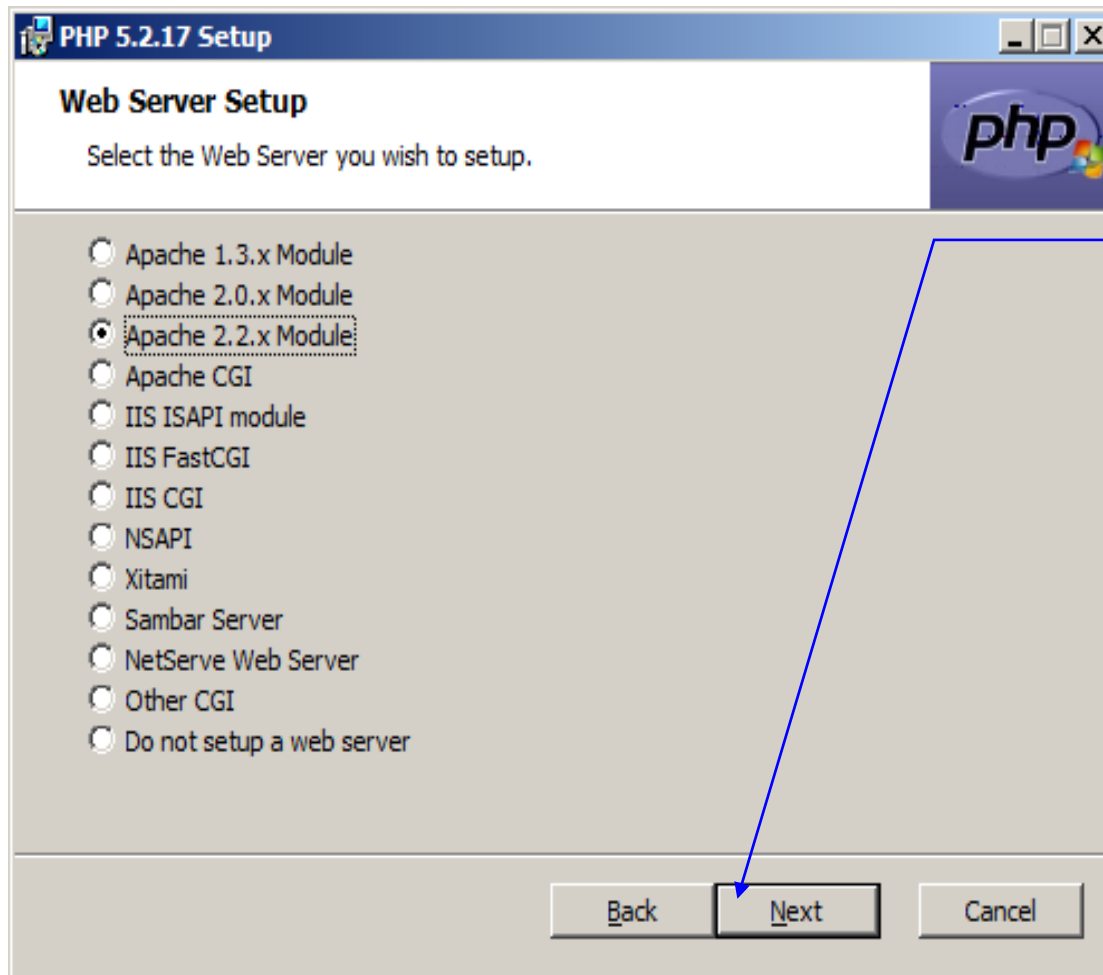 PHP 5.2.17 Setup
Web Server Setup
Select the Web Server you wish to setup.
php
Apache 1.3.x Module
Apache 2.0.x Module
Apache 2.2.x Module
Apache CGI
IIS ISAPI module
IIS FastCGI
IIS CGI
NSAPI
Xitami
Sambar Server
NetServe Web Server
Other CGI
Do not setup a web server
Back Next Cancel